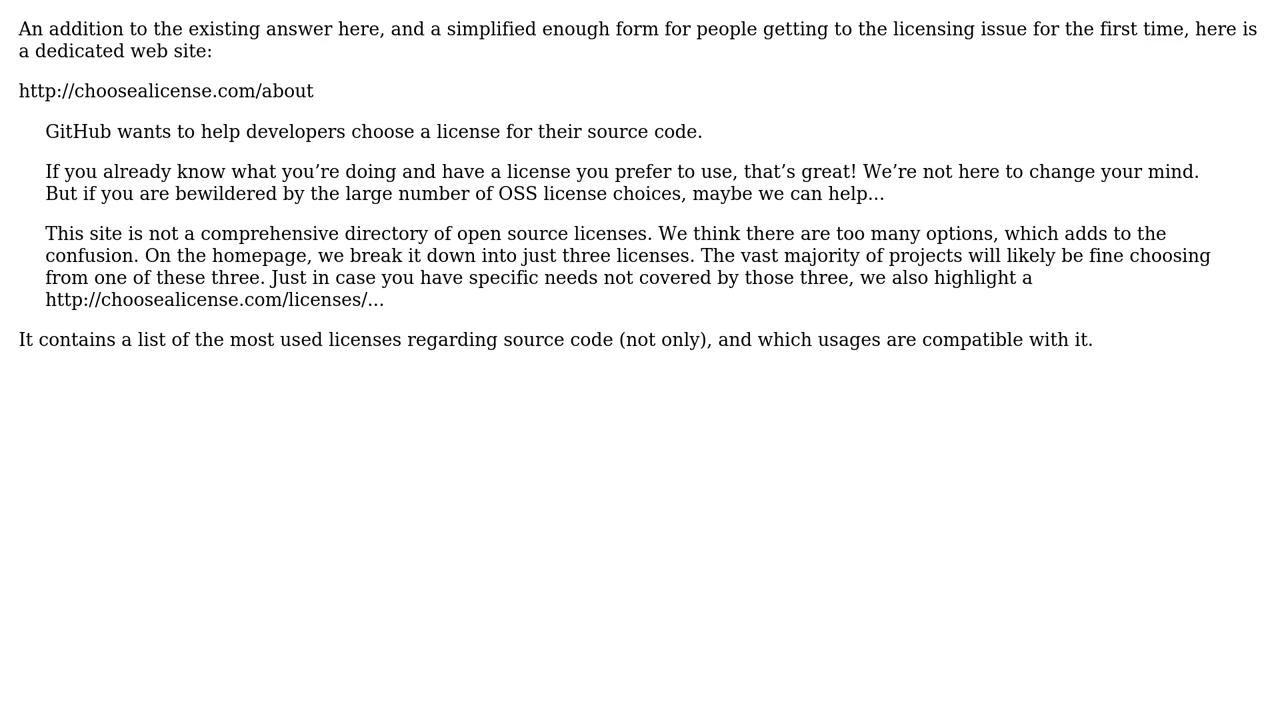 An addition to the existing answer here, and a simplified enough form for people getting to the licensing issue for the first time, here is
a dedicated web site:
http://choosealicense.com/about
GitHub wants to help developers choose a license for their source code.
If you already know what you’re doing and have a license you prefer to use, that’s great! We’re not here to change your mind.
But if you are bewildered by the large number of OSS license choices, maybe we can help…
This site is not a comprehensive directory of open source licenses. We think there are too many options, which adds to the
confusion. On the homepage, we break it down into just three licenses. The vast majority of projects will likely be fine choosing
from one of these three. Just in case you have specific needs not covered by those three, we also highlight a
http://choosealicense.com/licenses/…
It contains a list of the most used licenses regarding source code (not only), and which usages are compatible with it.